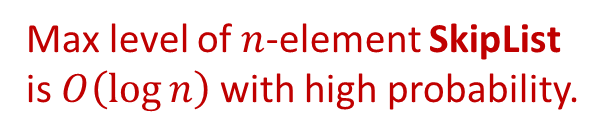 Max level of n-element SkipList
is O(log n) with high probability.